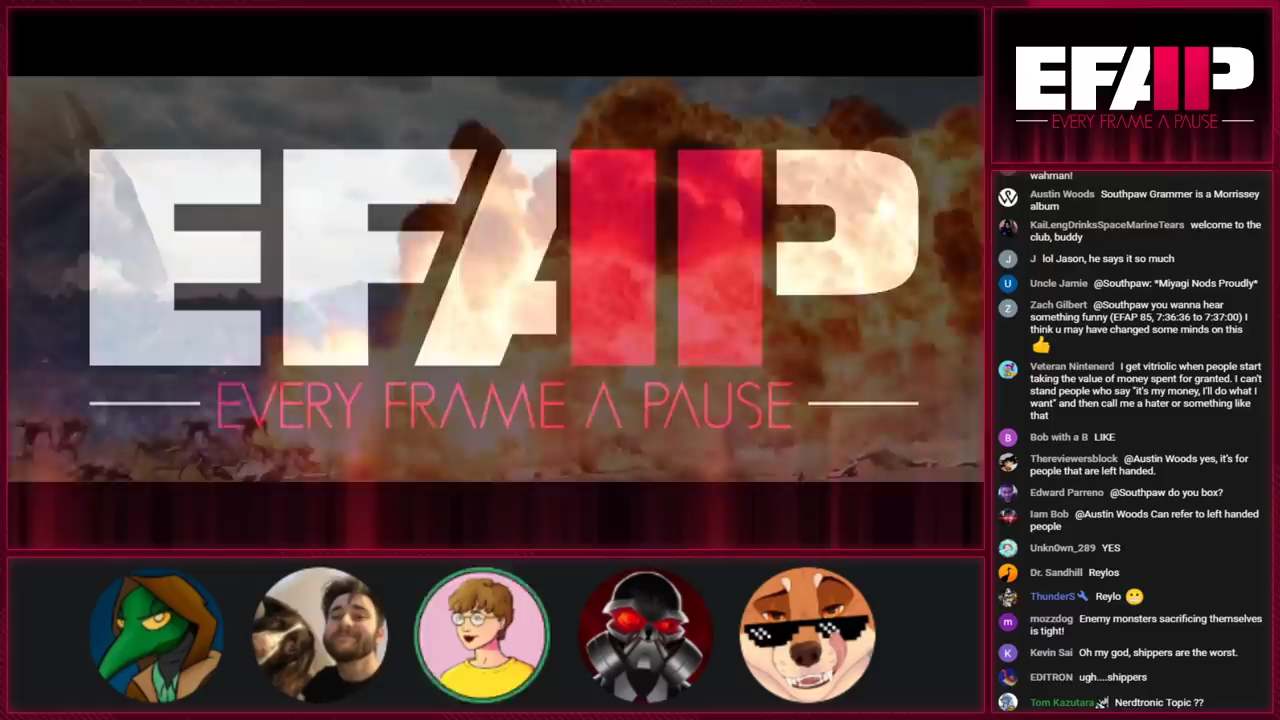 EFAP
EVERY FRAME A PAUSE
EFAP
EVERY FRAME A PAUSE
wahman!
Austin Woods Southpaw Grammer is a Morrissey
album
KaiLengDrinksSpaceMarineTears welcome to the
club, buddy
J
J lol Jason, he says it so much
U
Uncle Jamie @Southpaw: *Miyagi Nods Proudly*
Z
Zach Gilbert @Southpaw you wanna hear
something funny (EFAP 85, 7:36:36 to 7:37:00) I
think u may have changed some minds on this
👍
Veteran Nintenerd I get vitriolic when people start
taking the value of money spent for granted. I can't
stand people who say "it's my money, I'll do what I
want" and then call me a hater or something like
that
B
Bob with a B LIKE
Thereviewersblock @Austin Woods yes, it's for
people that are left handed.
Edward Parreno @Southpaw do you box?
Iam Bob @Austin Woods Can refer to left handed
people
Unkn0wn_289 YES
Dr. Sandhill Reylos
ThunderS Reylo 😬
m
mozzdog Enemy monsters sacrificing themselves
is tight!
K
Kevin Sai Oh my god, shippers are the worst.
EDITRON ugh....shippers
Tom Kazutara Nerdtronic Topic ??